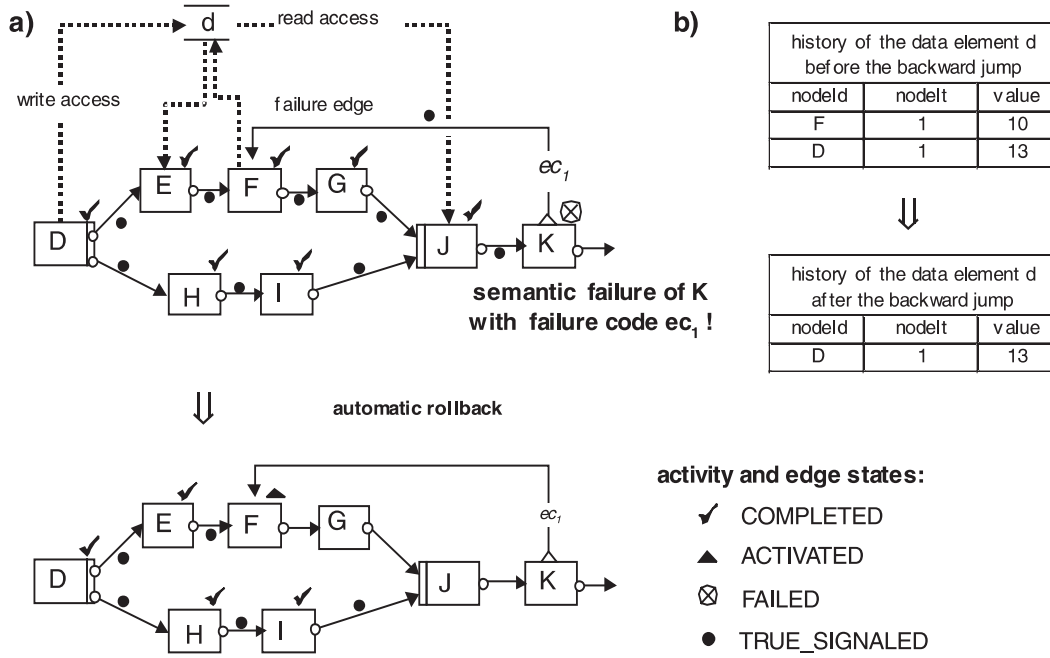 a)
d
read access
write access
failure edge
ec1
E
F
G
D
J
K
H
I
semantic failure of K
with failure code ec1 !
automatic rollback
ec1
E
F
G
D
J
K
H
I
b)
history of the data element d
before the backward jump
nodeId nodeIt value
F 1 10
D 1 13
history of the data element d
after the backward jump
nodeId nodeIt value
D 1 13
activity and edge states:
COMPLETED
ACTIVATED
FAILED
TRUE_SIGNALED